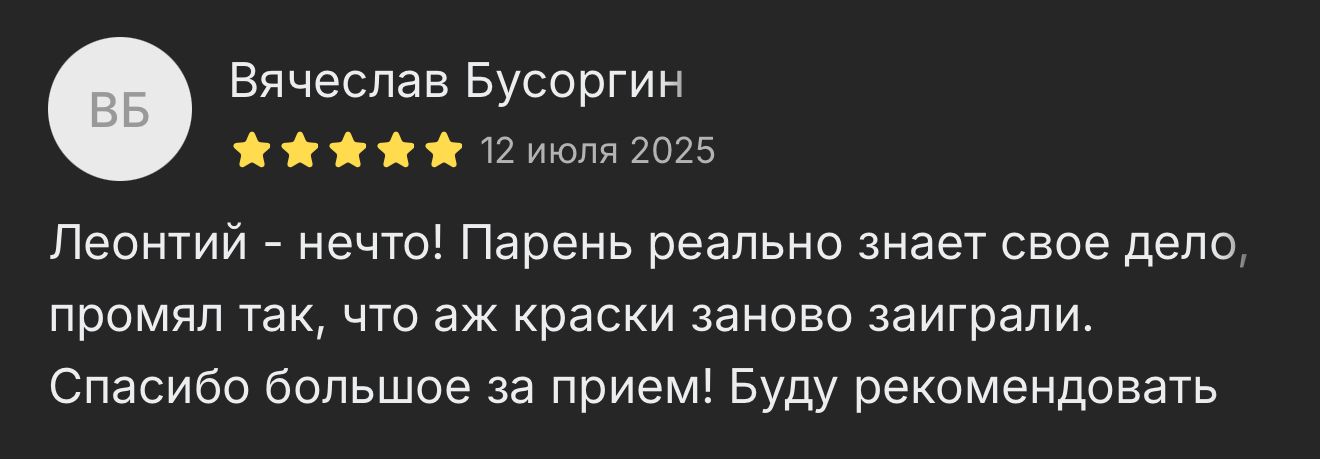 ВБ
Вячеслав Бусоргин
12 июля 2025
Леонтий - нечто! Парень реально знает свое дело,
промял так, что аж краски заново заиграли.
Спасибо большое за прием! Буду рекомендовать